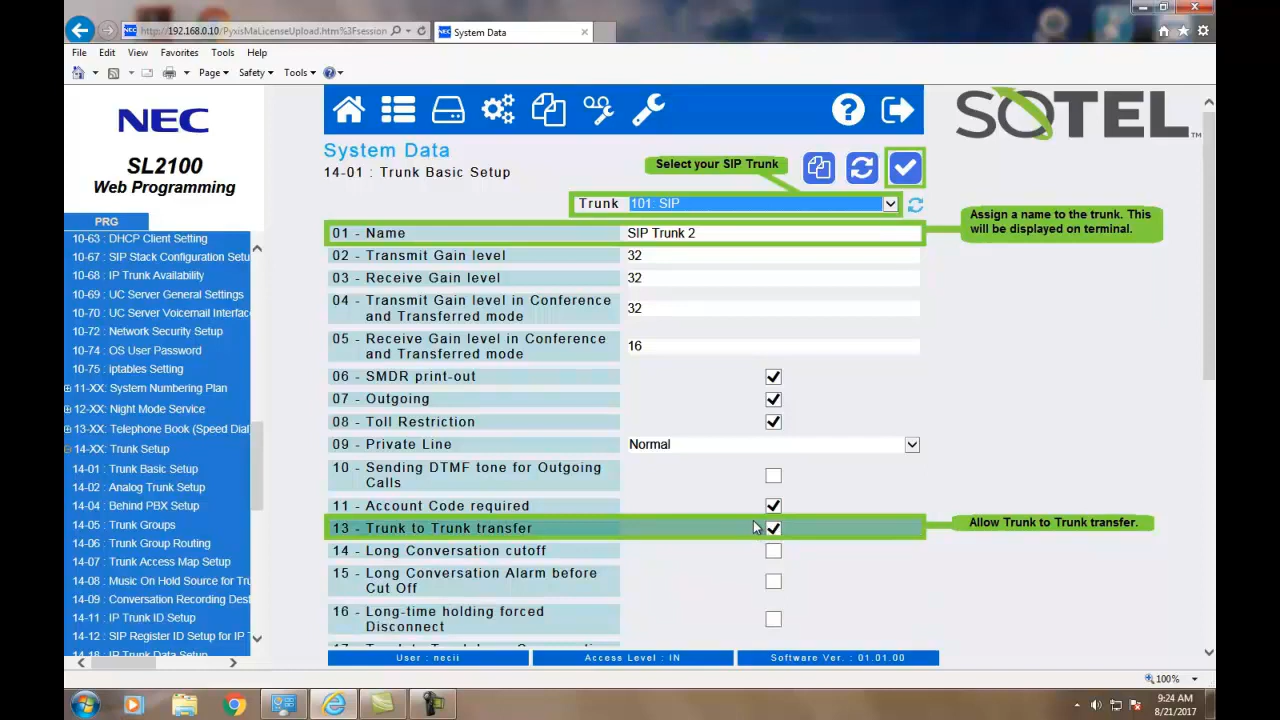 http://192.168.0.10/PyxisMaLicenseUpload.htm%3Fsession
System Data
File Edit View Favorites Tools Help
Page Safety Tools
NEC
SL2100
Web Programming
PRG
10-63 : DHCP Client Setting
10-67 : SIP Stack Configuration Setu
10-68 : IP Trunk Availability
10-69 : UC Server General Settings
10-70 : UC Server Voicemail Interfac
10-72 : Network Security Setup
10-74 : OS User Password
10-75 : iptables Setting
11-XX: System Numbering Plan
12-XX: Night Mode Service
13-XX: Telephone Book (Speed Dial
14-XX: Trunk Setup
14-01 : Trunk Basic Setup
14-02 : Analog Trunk Setup
14-04 : Behind PBX Setup
14-05 : Trunk Groups
14-06 : Trunk Group Routing
14-07 : Trunk Access Map Setup
14-08 : Music On Hold Source for Tru
14-09 : Conversation Recording Dest
14-11 : IP Trunk ID Setup
14-12 : SIP Register ID Setup for IP T
14-18 : IP Trunk Data Setup
SOTEL TM
System Data
14-01 : Trunk Basic Setup
Select your SIP Trunk
Trunk 101: SIP
Assign a name to the trunk. This
will be displayed on terminal.
01 - Name SIP Trunk 2
02 - Transmit Gain level 32
03 - Receive Gain level 32
04 - Transmit Gain level in Conference
and Transferred mode 32
05 - Receive Gain level in Conference
and Transferred mode 16
06 - SMDR print-out
07 - Outgoing
08 - Toll Restriction
09 - Private Line Normal
10 - Sending DTMF tone for Outgoing
Calls
11 - Account Code required
13 - Trunk to Trunk transfer
Allow Trunk to Trunk transfer.
14 - Long Conversation cutoff
15 - Long Conversation Alarm before
Cut Off
16 - Long-time holding forced
Disconnect
User : necii Access Level : IN Software Ver. : 01.01.00
100%
9:24 AM
8/21/2017